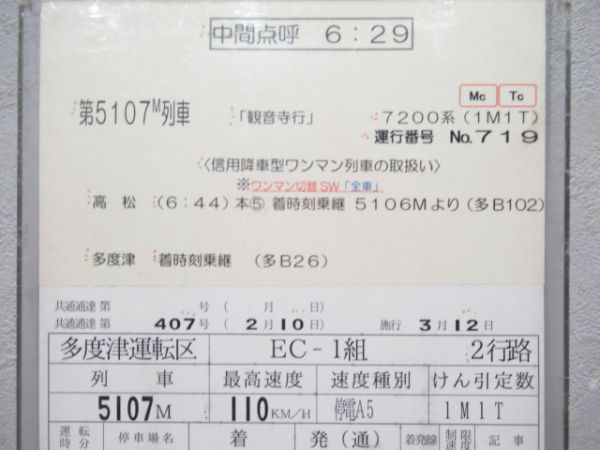 中間点呼 6:29
Mc Tc
第5107M列車 「観音寺行」 7200系(1M1T)
運行番号 No.719
〈信用降車型ワンマン列車の取扱い〉
※ワンマン切替SW「全車」
高松 (6:44)本⑤ 着時刻乗継 5106Mより(多B102)
多度津 着時刻乗継 (多B26)
共通通達 第 号 ( 月 日)
共通通達 第 407号 (2月10日) 施行 3月12日
多度津運転区 EC-1組 2行路
列車 最高速度 速度種別 けん引定数
5107M 110KM/H 停電A5 1M1T
運転時分 停車場名 着 発(通) 着発線 制限速度 記事